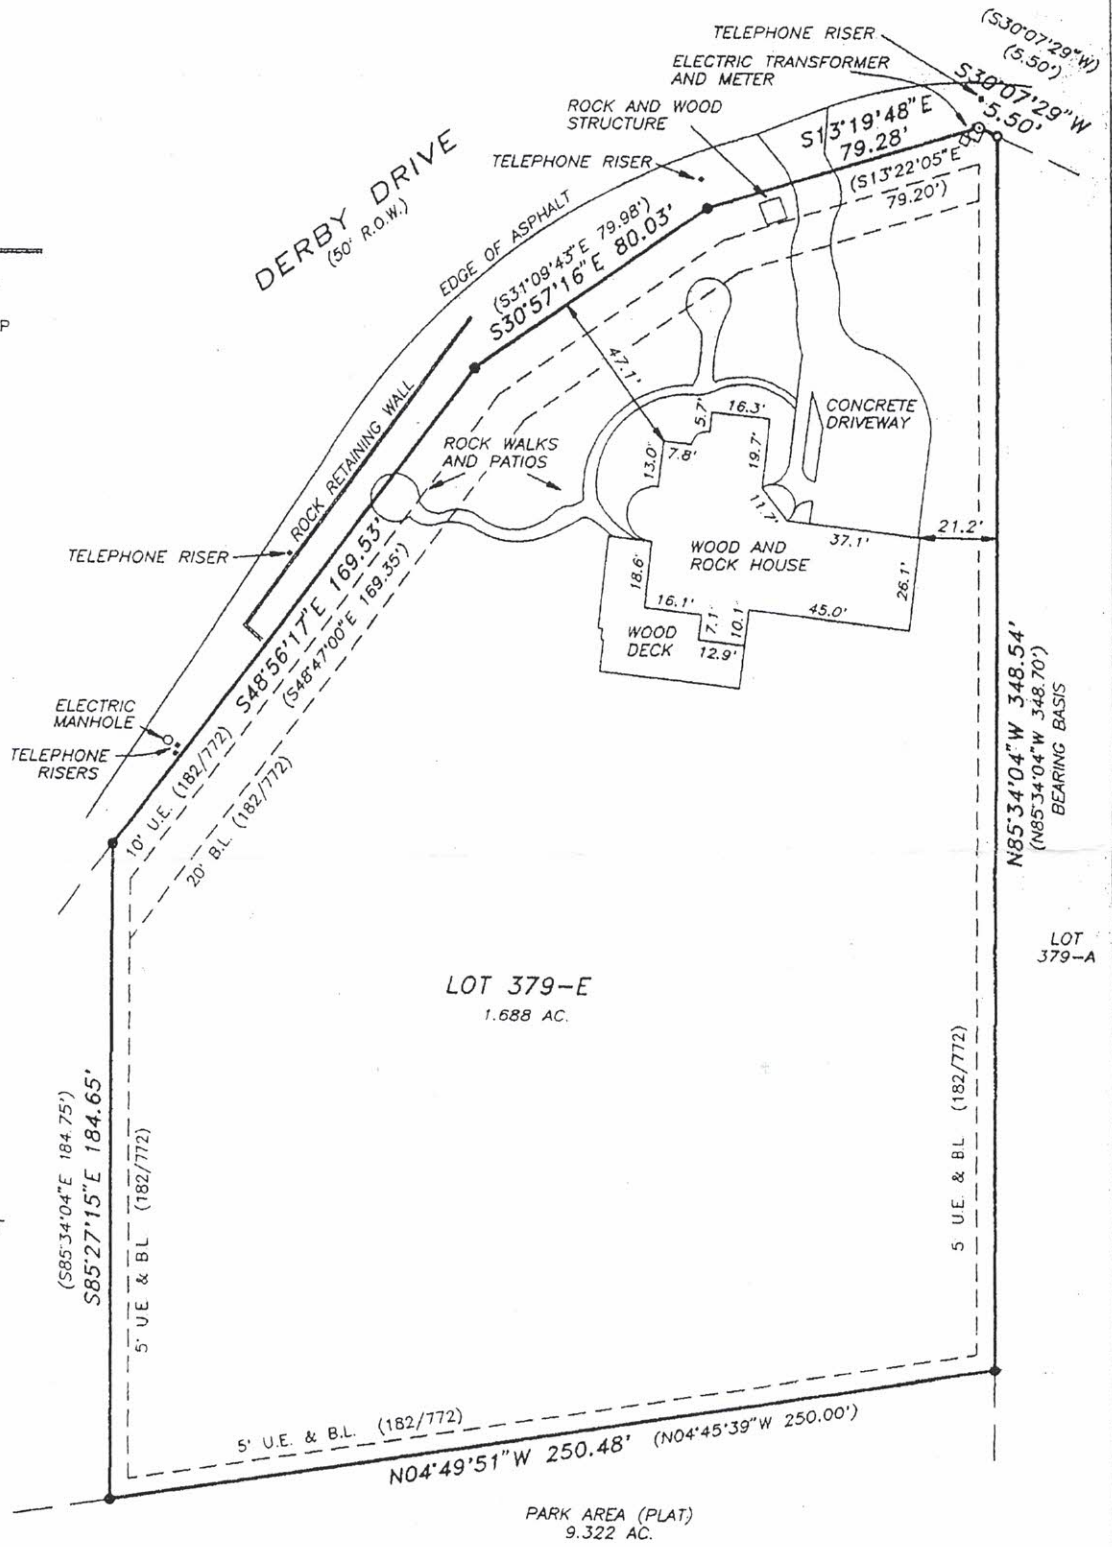 (S30°07'29"W)
(5.50')
TELEPHONE RISER
S30°07'29"W
5.50'
ELECTRIC TRANSFORMER
AND METER
ROCK AND WOOD
STRUCTURE
S13°19'48"E
79.28'
(S13°22'05"E
79.20')
TELEPHONE RISER
DERBY DRIVE
(50' R.O.W.)
EDGE OF ASPHALT
(S31°09'43"E 79.98')
S30°57'16"E 80.03'
P
47.1'
5.7'
16.3'
CONCRETE
DRIVEWAY
ROCK RETAINING WALL
ROCK WALKS
AND PATIOS
13.0'
7.8'
19.7'
11.7'
21.2'
37.1'
WOOD AND
ROCK HOUSE
TELEPHONE RISER
18.6'
26.1'
16.1'
7.1'
10.1'
45.0'
WOOD
DECK
12.9'
S48°56'17"E 169.53'
(S48°47'00"E 169.35')
ELECTRIC
MANHOLE
TELEPHONE
RISERS
10' U.E. (182/772)
20' B.L. (182/772)
N85°34'04"W 348.54'
(N85°34'04"W 348.70')
BEARING BASIS
LOT
379-A
LOT 379-E
1.688 AC.
(S85°34'04"E 184.75')
S85°27'15"E 184.65'
5' U.E & B.L (182/772)
5' U.E. & B.L (182/772)
5' U.E. & B.L. (182/772)
N04°49'51"W 250.48' (N04°45'39"W 250.00')
PARK AREA (PLAT)
9.322 AC.